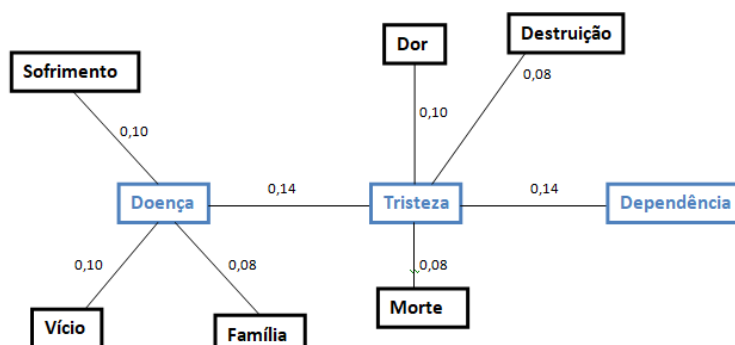 Destruição
Dor
Sofrimento
0,08
0,10
0,10
Doença
0,14
Tristeza
0,14
Dependência
0,10
0,08
0,08
Morte
Vício
Família